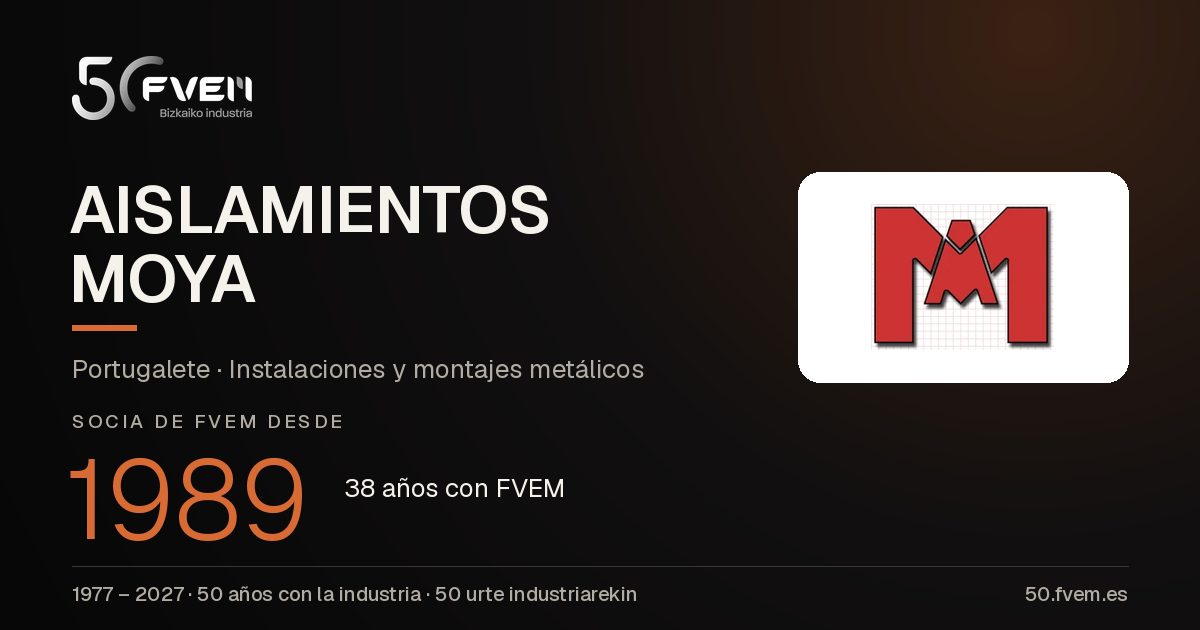 50 FVEM
Bizkaiko industria
AISLAMIENTOS
MOYA
Portugalete · Instalaciones y montajes metálicos
SOCIA DE FVEM DESDE
1989
38 años con FVEM
1977 – 2027 · 50 años con la industria · 50 urte industriarekin
50.fvem.es